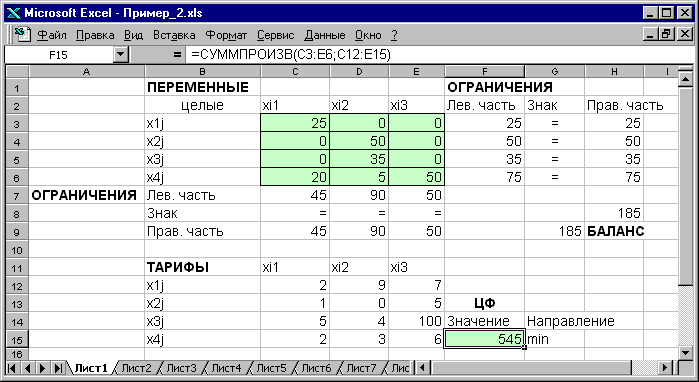 Microsoft Excel - Пример_2.xls
Файл Правка Вид Вставка Формат Сервис Данные Окно ?
F15 = =СУММПРОИЗВ(C3:E6;C12:E15)
A B C D E F G H I
1 ПЕРЕМЕННЫЕ ОГРАНИЧЕНИЯ
2 целые xi1 xi2 xi3 Лев. часть Знак Прав. часть
3 x1j 25 0 0 25 = 25
4 x2j 0 50 0 50 = 50
5 x3j 0 35 0 35 = 35
6 x4j 20 5 50 75 = 75
7 ОГРАНИЧЕНИЯ Лев. часть 45 90 50
8 Знак = = = 185
9 Прав. часть 45 90 50 185 БАЛАНС
10
11 ТАРИФЫ xi1 xi2 xi3
12 x1j 2 9 7
13 x2j 1 0 5 ЦФ
14 x3j 5 4 100 Значение Направление
15 x4j 2 3 6 545 min
16
Лист1 Лист2 Лист3 Лист4 Лист5 Лист6 Лист7 Лис